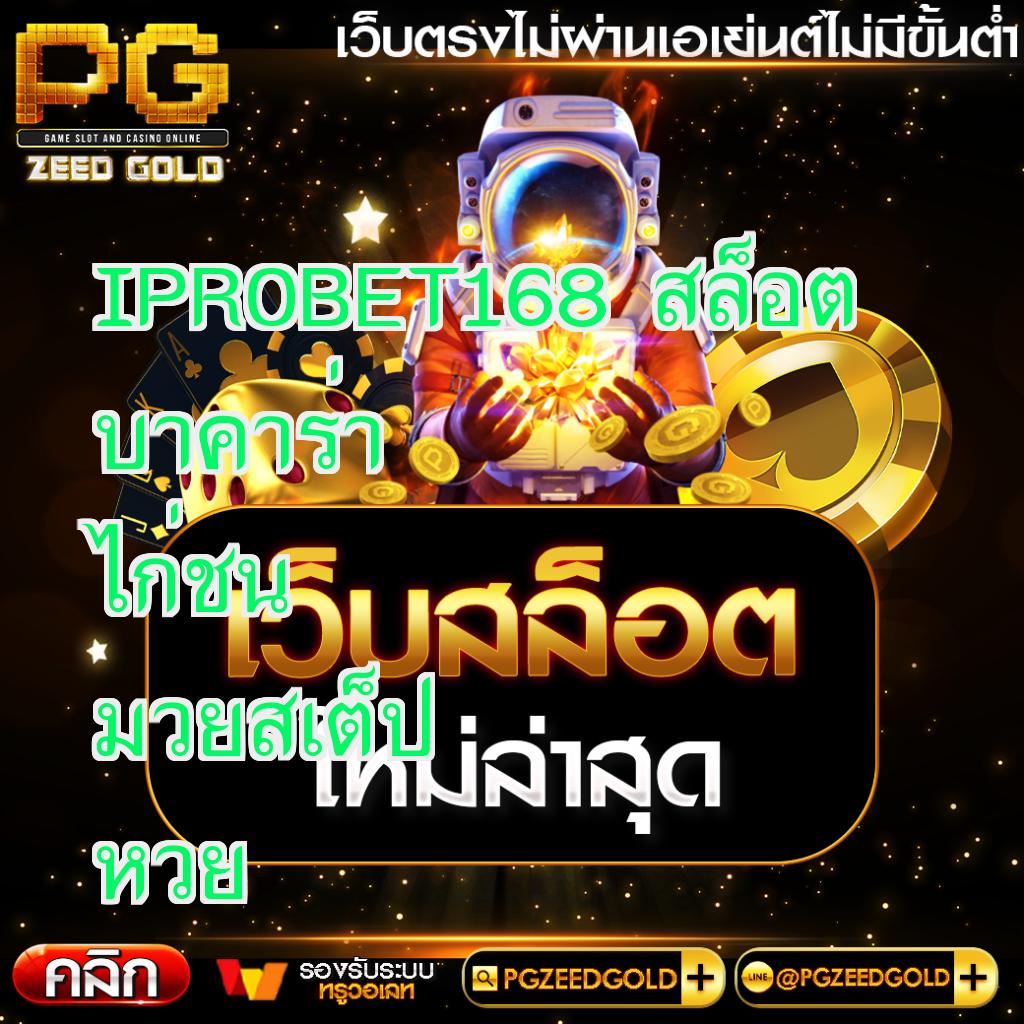 เว็บตรงไม่ผ่านเอเย่นต์ไม่มีขั้นต่ำ
PG
GAME SLOT AND CASINO ONLINE
ZEED GOLD
IPROBET168 สล็อต
บาคาร่า
ไก่ชน
เว็บสล็อต
มวยสเต็ป
ใหม่ล่าสุด
หวย
คลิก
รองรับระบบ
ทรูวอเลท
PGZEEDGOLD +
LINE @PGZEEDGOLD +